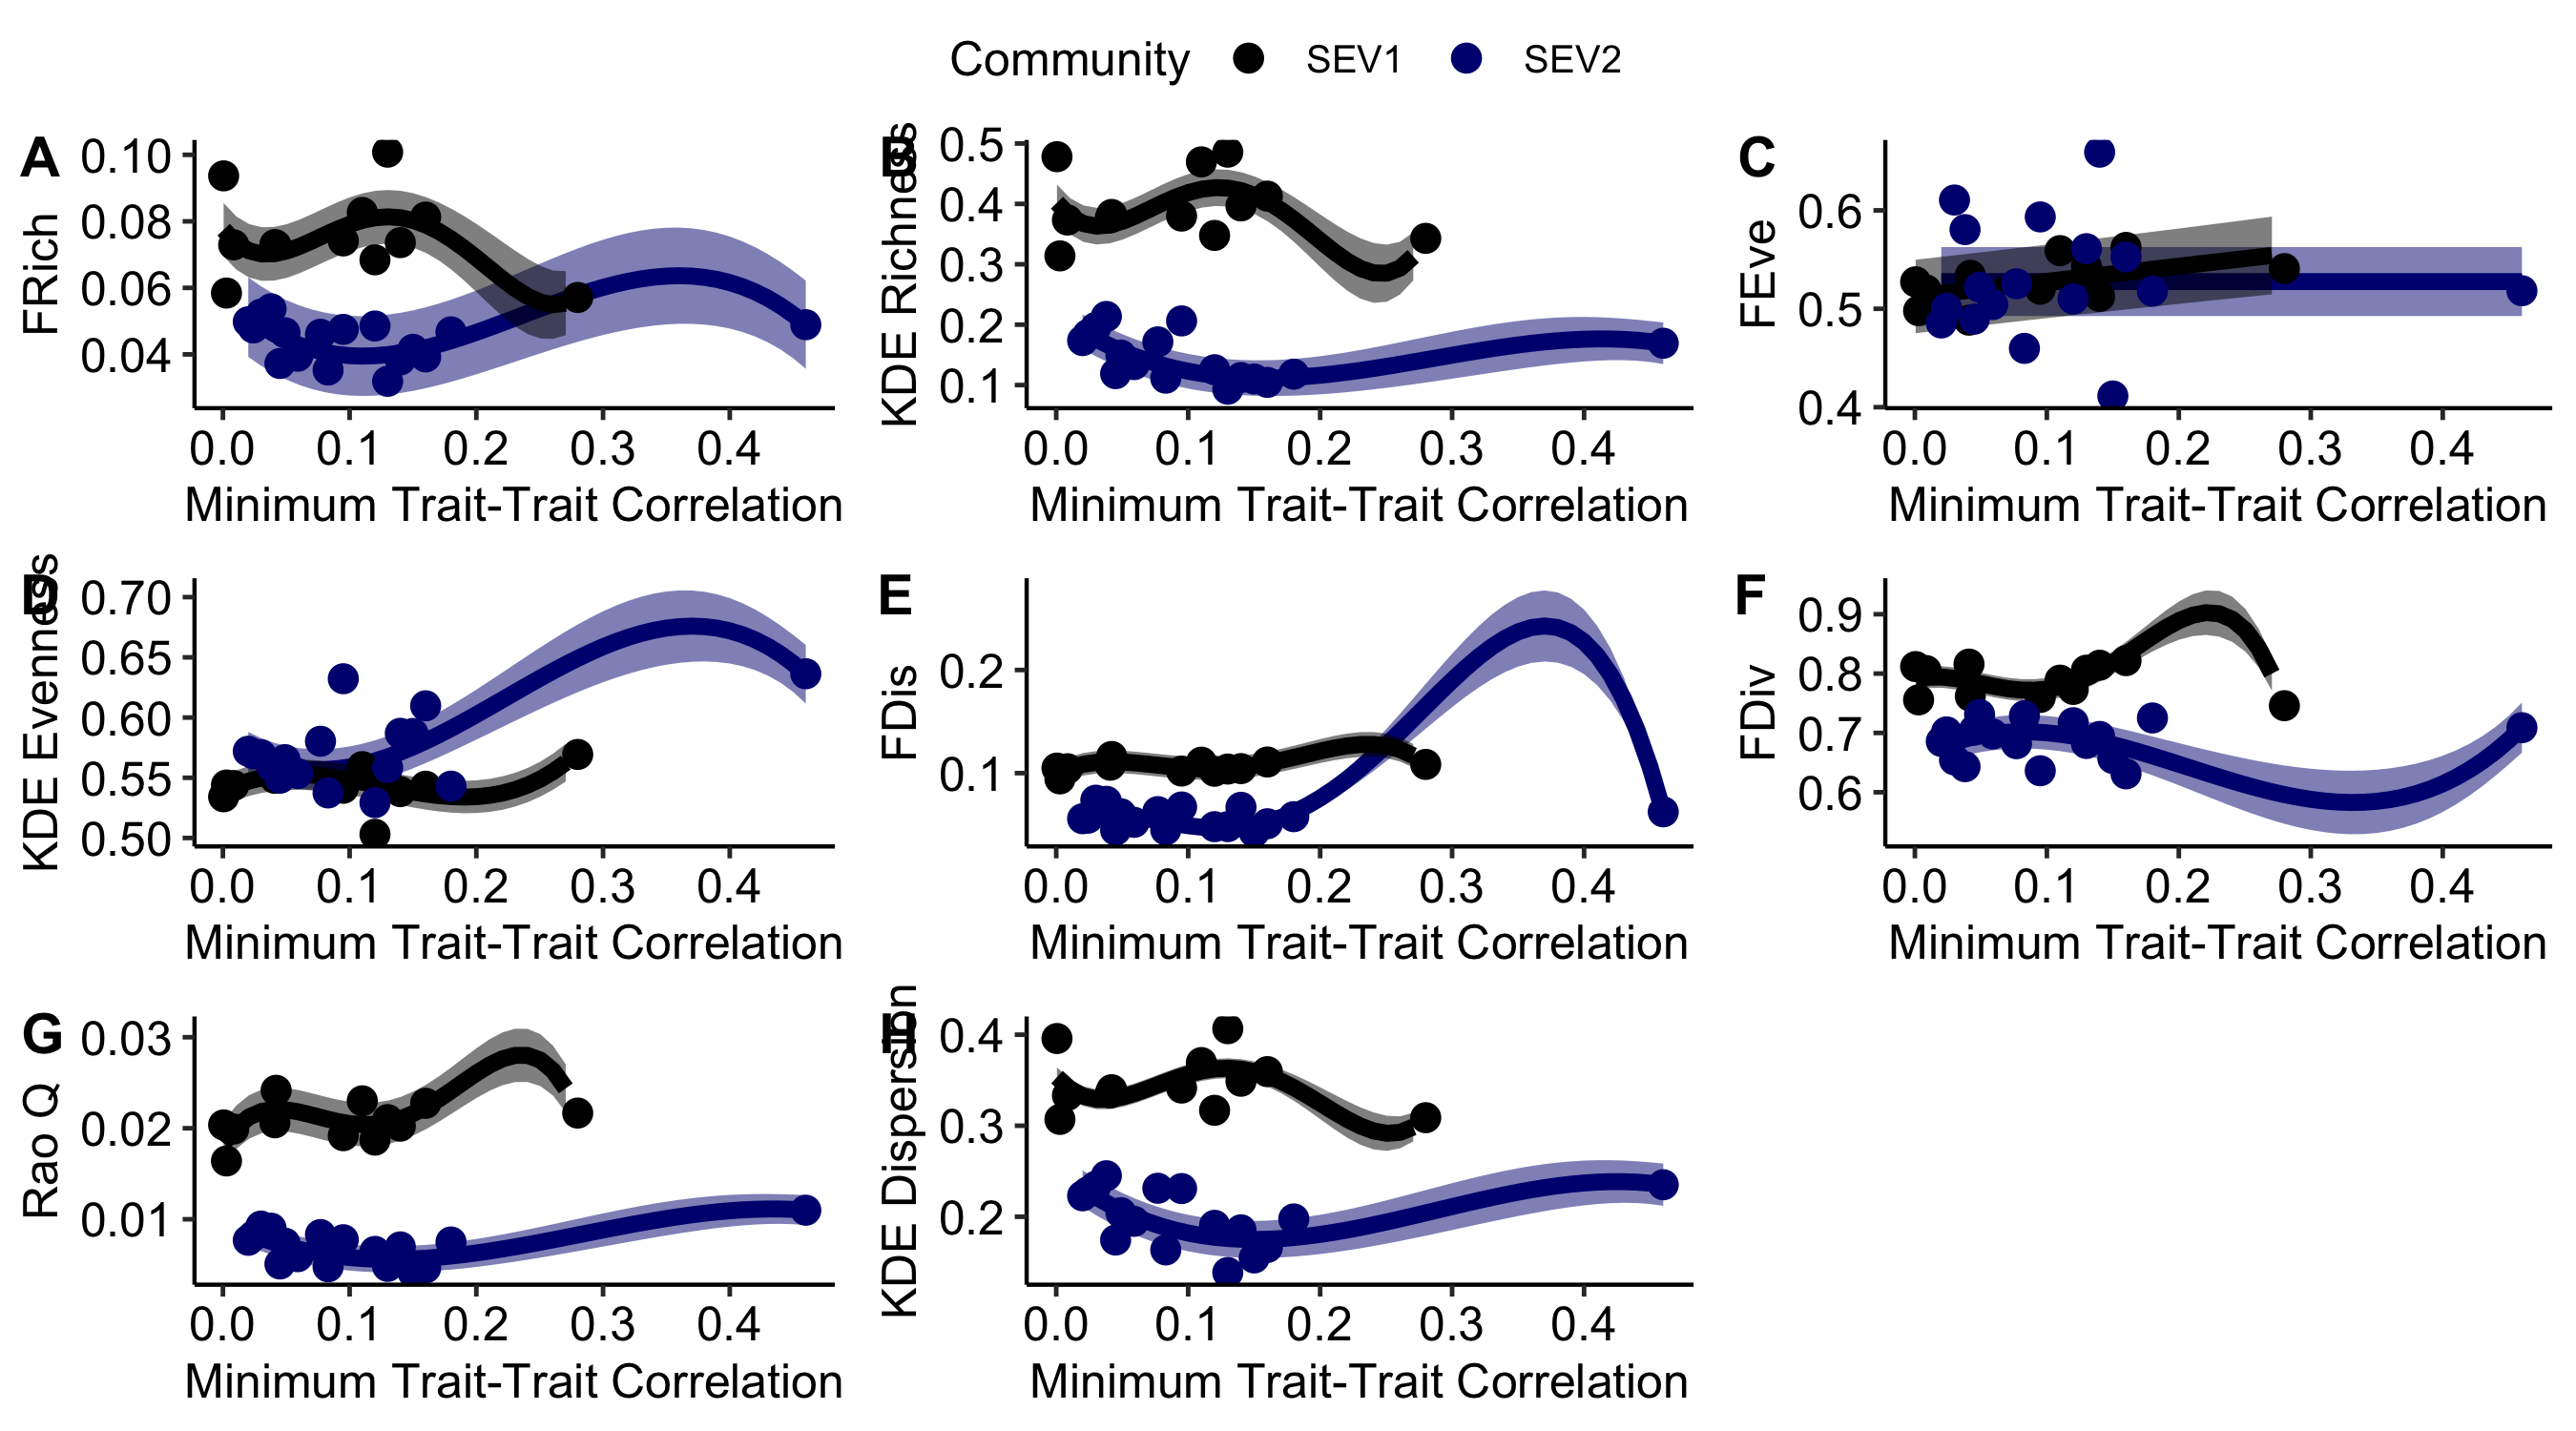 Community SEV1 SEV2
A
FRich
0.10
0.08
0.06
0.04
0.0 0.1 0.2 0.3 0.4
Minimum Trait-Trait Correlation
B
KDE Richness
0.5
0.4
0.3
0.2
0.1
0.0 0.1 0.2 0.3 0.4
Minimum Trait-Trait Correlation
C
FEve
0.6
0.5
0.4
0.0 0.1 0.2 0.3 0.4
Minimum Trait-Trait Correlation
D
KDE Evenness
0.70
0.65
0.60
0.55
0.50
0.0 0.1 0.2 0.3 0.4
Minimum Trait-Trait Correlation
E
FDis
0.2
0.1
0.0 0.1 0.2 0.3 0.4
Minimum Trait-Trait Correlation
F
FDiv
0.9
0.8
0.7
0.6
0.0 0.1 0.2 0.3 0.4
Minimum Trait-Trait Correlation
G
Rao Q
0.03
0.02
0.01
0.0 0.1 0.2 0.3 0.4
Minimum Trait-Trait Correlation
H
KDE Dispersion
0.4
0.3
0.2
0.0 0.1 0.2 0.3 0.4
Minimum Trait-Trait Correlation